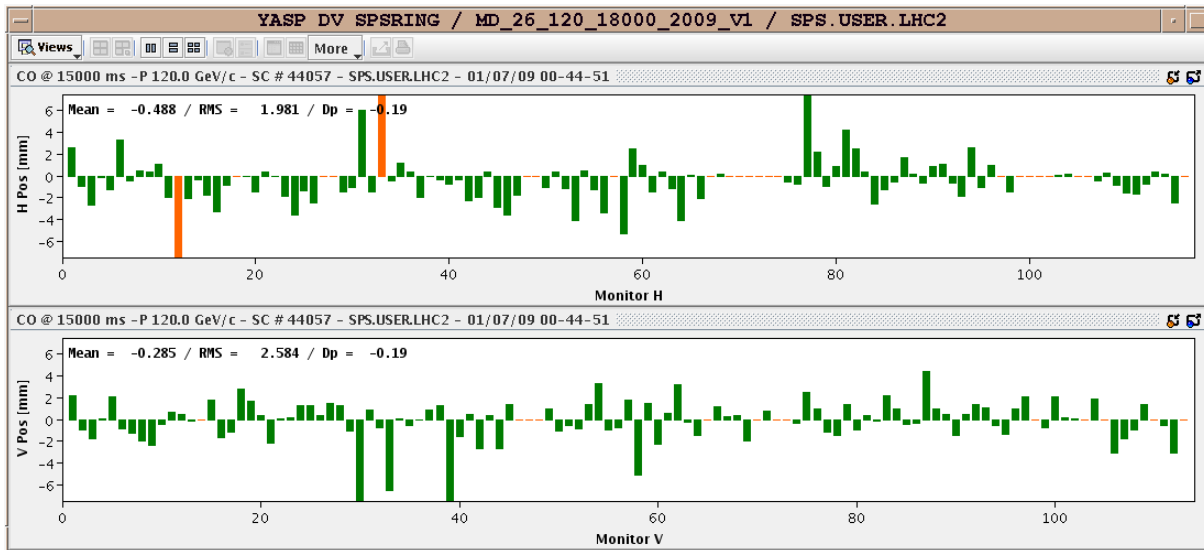 YASP DV SPSRING / MD_26_120_18000_2009_V1 / SPS.USER.LHC2
Views More
CO @ 15000 ms -P 120.0 GeV/c - SC # 44057 - SPS.USER.LHC2 - 01/07/09 00-44-51
Mean = -0.488 / RMS = 1.981 / Dp = -0.19
H Pos [mm]
6
4
2
0
-2
-4
-6
0 20 40 60 80 100
Monitor H
CO @ 15000 ms -P 120.0 GeV/c - SC # 44057 - SPS.USER.LHC2 - 01/07/09 00-44-51
Mean = -0.285 / RMS = 2.584 / Dp = -0.19
V Pos [mm]
6
4
2
0
-2
-4
-6
0 20 40 60 80 100
Monitor V